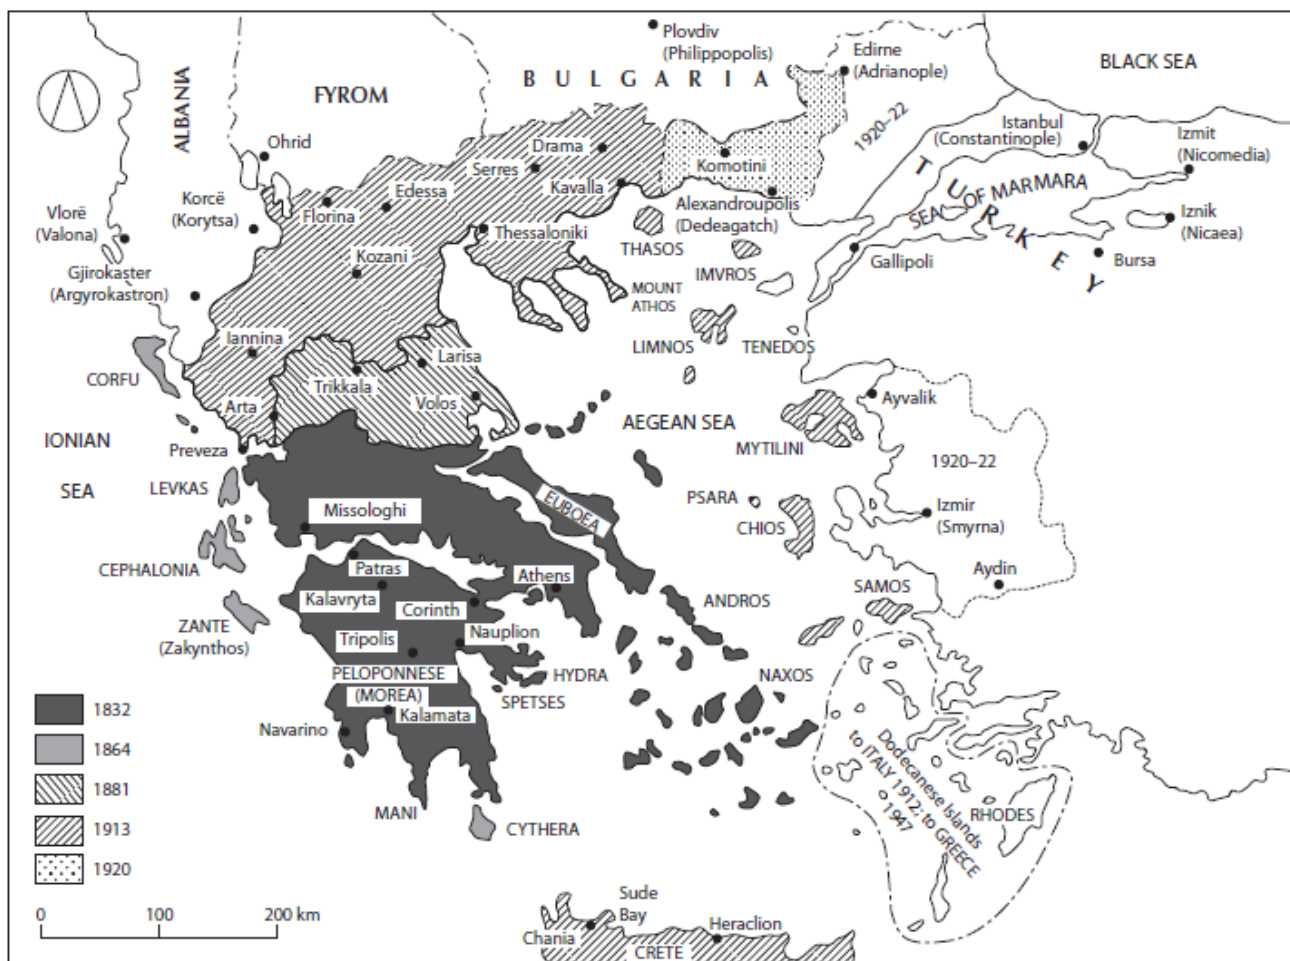 Plovdiv
(Philippopolis)
Edirne
(Adrianople)
BLACK SEA
BULGARIA
ALBANIA
FYROM
1920–22
Istanbul
(Constantinople)
Izmit
(Nicomedia)
Ohrid
Drama
Serres
Komotini
TURKEY
SEA OF MARMARA
Korcë
(Korytsa)
Edessa
Kavalla
Florina
Alexandroupolis
(Dedeagatch)
Iznik
(Nicaea)
Vlorë
(Valona)
Thessaloniki
THASOS
Gallipoli
Bursa
Kozani
Gjirokaster
(Argyrokastron)
IMVROS
MOUNT
ATHOS
Iannina
Larisa
LIMNOS
TENEDOS
CORFU
Trikkala
Arta
Volos
Ayvalik
AEGEAN SEA
IONIAN
SEA
Preveza
MYTILINI
1920–22
LEVKAS
EUBOEA
PSARA
Missologhi
CHIOS
Izmir
(Smyrna)
CEPHALONIA
Patras
Athens
Aydin
Kalavryta
Corinth
ANDROS
SAMOS
ZANTE
(Zakynthos)
Tripolis
Nauplion
PELOPONNESE
(MOREA)
HYDRA
NAXOS
SPETSES
Kalamata
Navarino
Dodecanese Islands
to ITALY 1912; to GREECE
1947
RHODES
MANI
CYTHERA
1832
1864
1881
1913
1920
0 100 200 km
Sude
Bay
Chania
Heraclion
CRETE